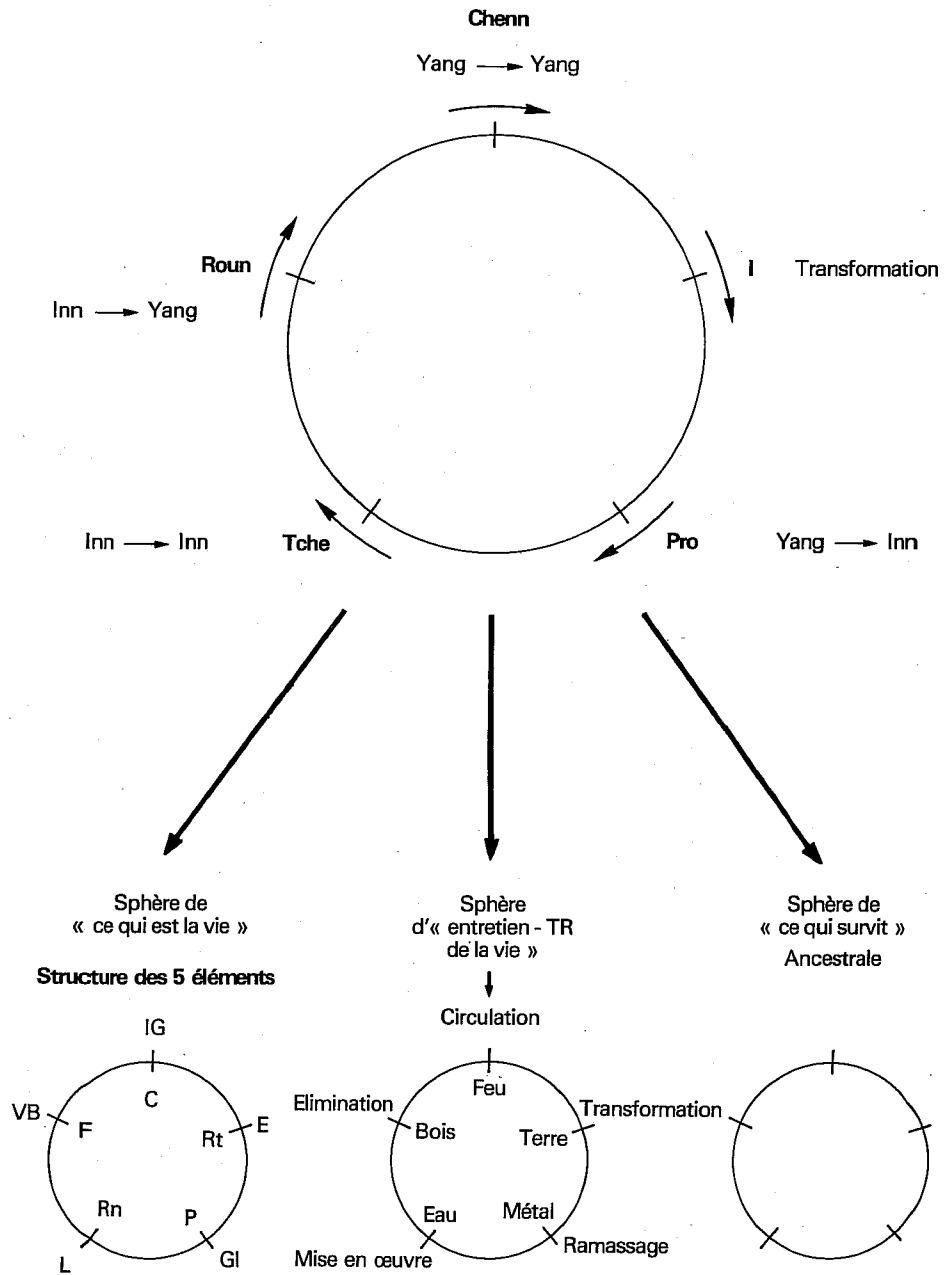 Chenn
Yang → Yang
Roun
I Transformation
Inn → Yang
Inn → Inn
Tche
Pro
Yang → Inn
Sphère de
« ce qui est la vie »
Structure des 5 éléments
Sphère
d'« entretien - TR
de la vie »
Circulation
Sphère de
« ce qui survit »
Ancestrale
IG
C
VB
F
Rt
E
Rn
P
L
GI
Feu
Elimination
Bois
Terre
Transformation
Eau
Métal
Mise en œuvre
Ramassage